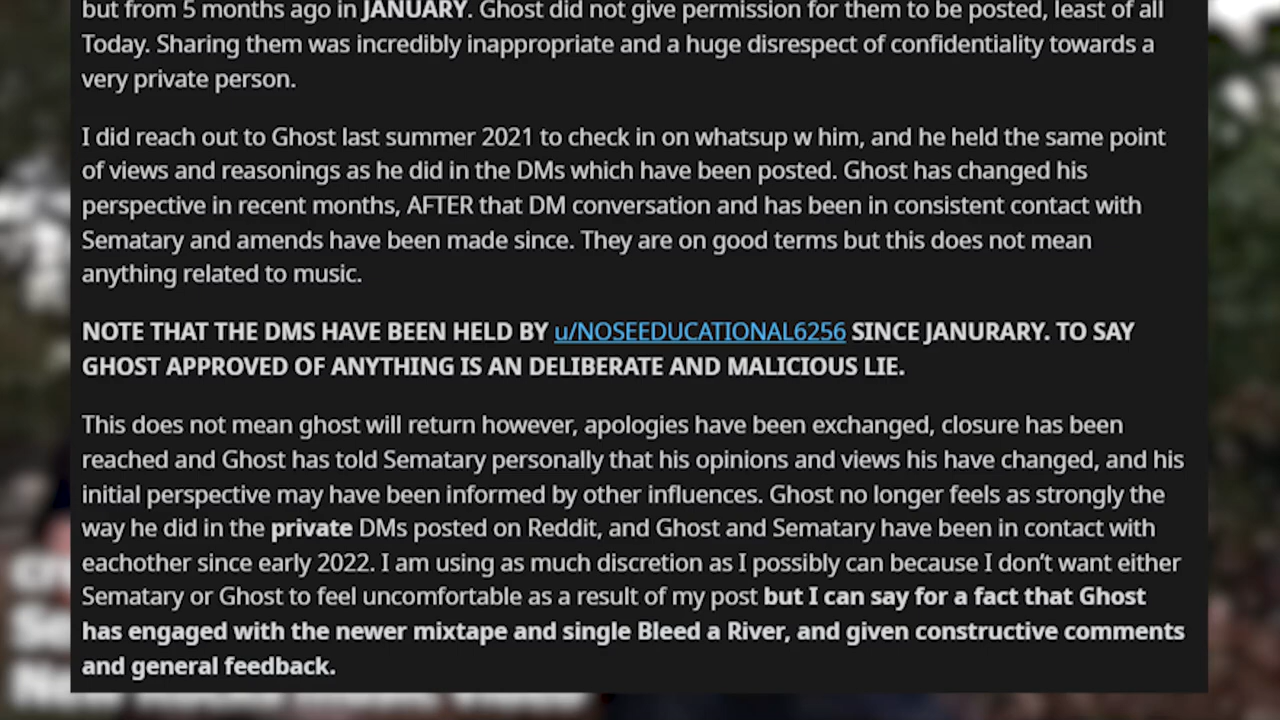 but from 5 months ago in JANUARY. Ghost did not give permission for them to be posted, least of all
Today. Sharing them was incredibly inappropriate and a huge disrespect of confidentiality towards a
very private person.
I did reach out to Ghost last summer 2021 to check in on whatsup w him, and he held the same point
of views and reasonings as he did in the DMs which have been posted. Ghost has changed his
perspective in recent months, AFTER that DM conversation and has been in consistent contact with
Sematary and amends have been made since. They are on good terms but this does not mean
anything related to music.
NOTE THAT THE DMS HAVE BEEN HELD BY u/NOSEEDUCATIONAL6256 SINCE JANURARY. TO SAY
GHOST APPROVED OF ANYTHING IS AN DELIBERATE AND MALICIOUS LIE.
This does not mean ghost will return however, apologies have been exchanged, closure has been
reached and Ghost has told Sematary personally that his opinions and views his have changed, and his
initial perspective may have been informed by other influences. Ghost no longer feels as strongly the
way he did in the private DMs posted on Reddit, and Ghost and Sematary have been in contact with
eachother since early 2022. I am using as much discretion as I possibly can because I don't want either
Sematary or Ghost to feel uncomfortable as a result of my post but I can say for a fact that Ghost
has engaged with the newer mixtape and single Bleed a River, and given constructive comments
and general feedback.